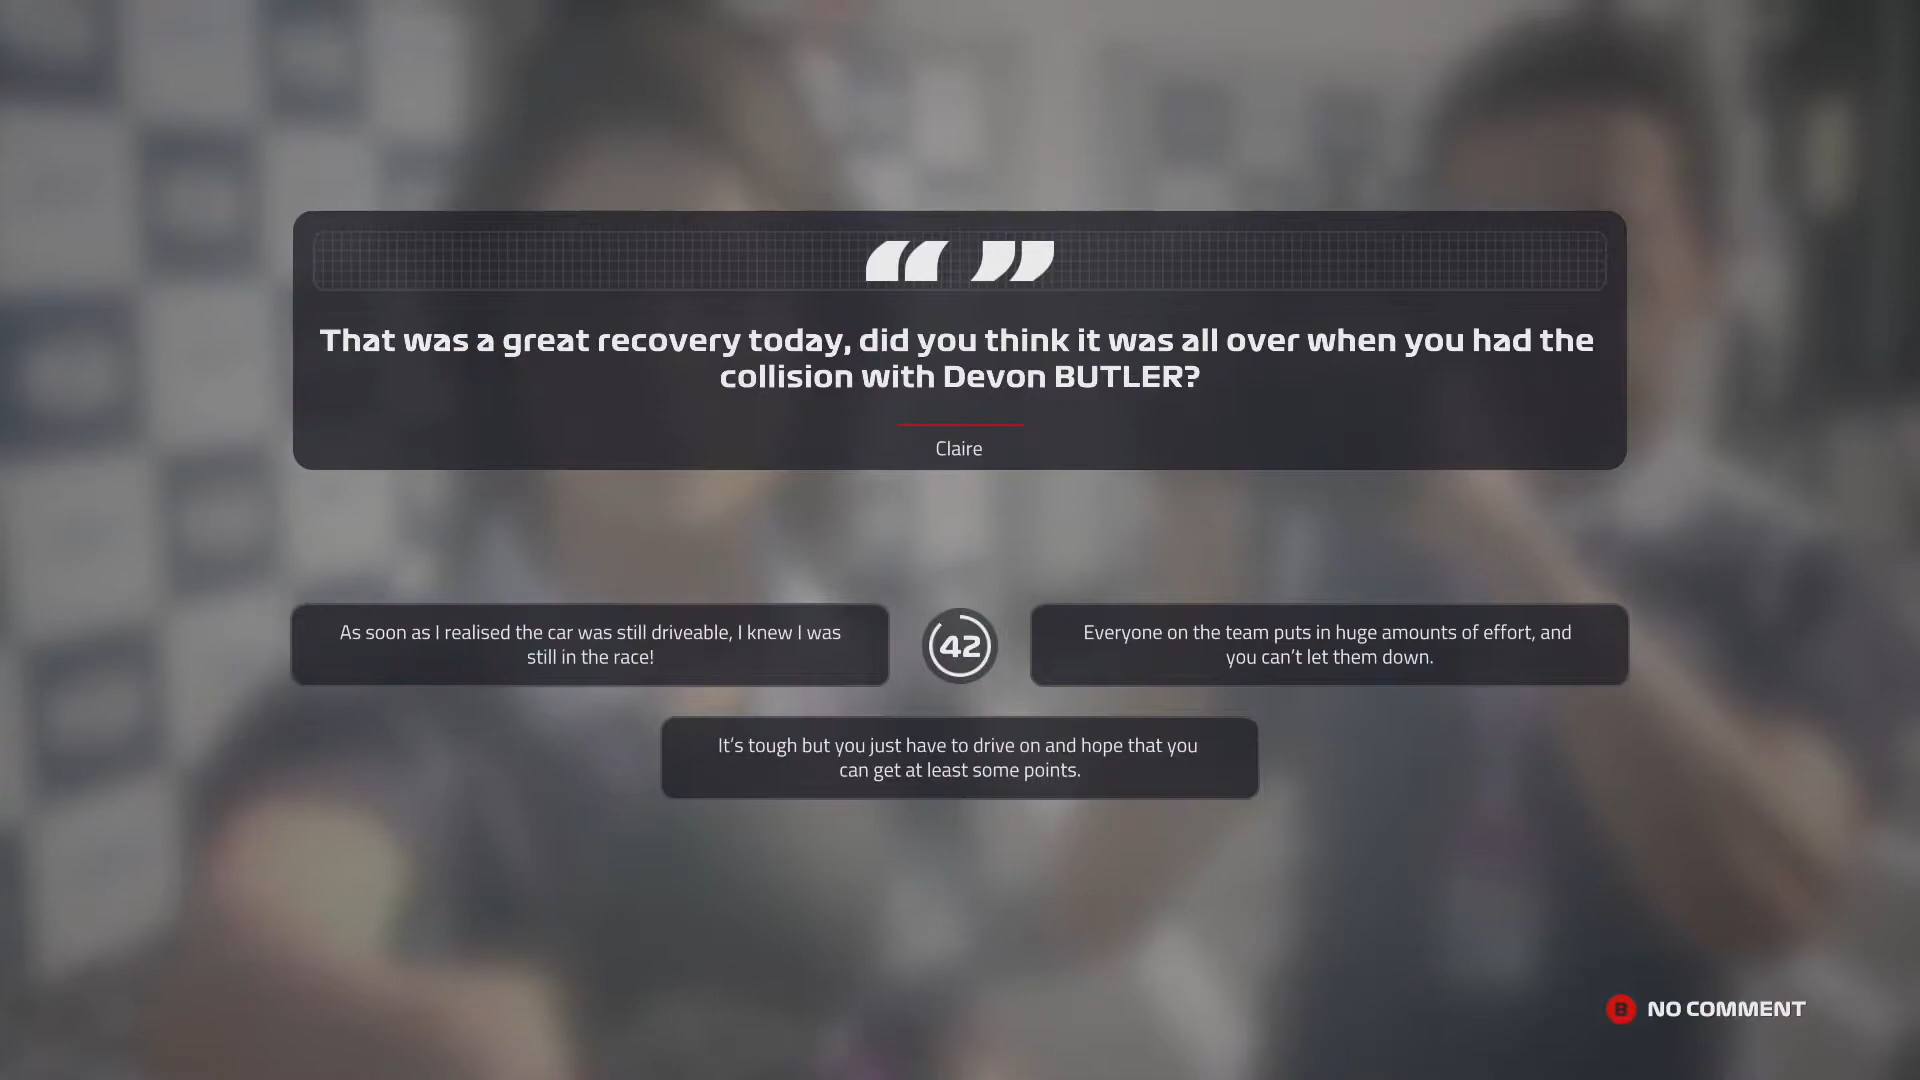 “ ”
That was a great recovery today, did you think it was all over when you had the
collision with Devon BUTLER?
Claire
As soon as I realised the car was still driveable, I knew I was
still in the race!
42
Everyone on the team puts in huge amounts of effort, and
you can’t let them down.
It’s tough but you just have to drive on and hope that you
can get at least some points.
B NO COMMENT